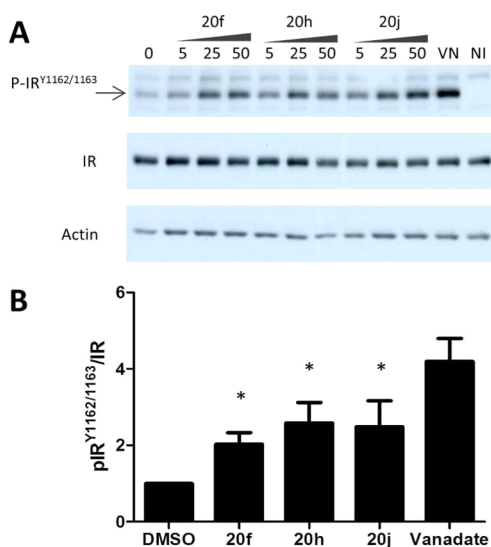 A
20f 20h 20j
0 5 25 50 5 25 50 5 25 50 VN NI
P-IR^Y1162/1163
IR
Actin
B
pIR^Y1162/1163/IR
6
4
2
0
* * *
DMSO 20f 20h 20j Vanadate